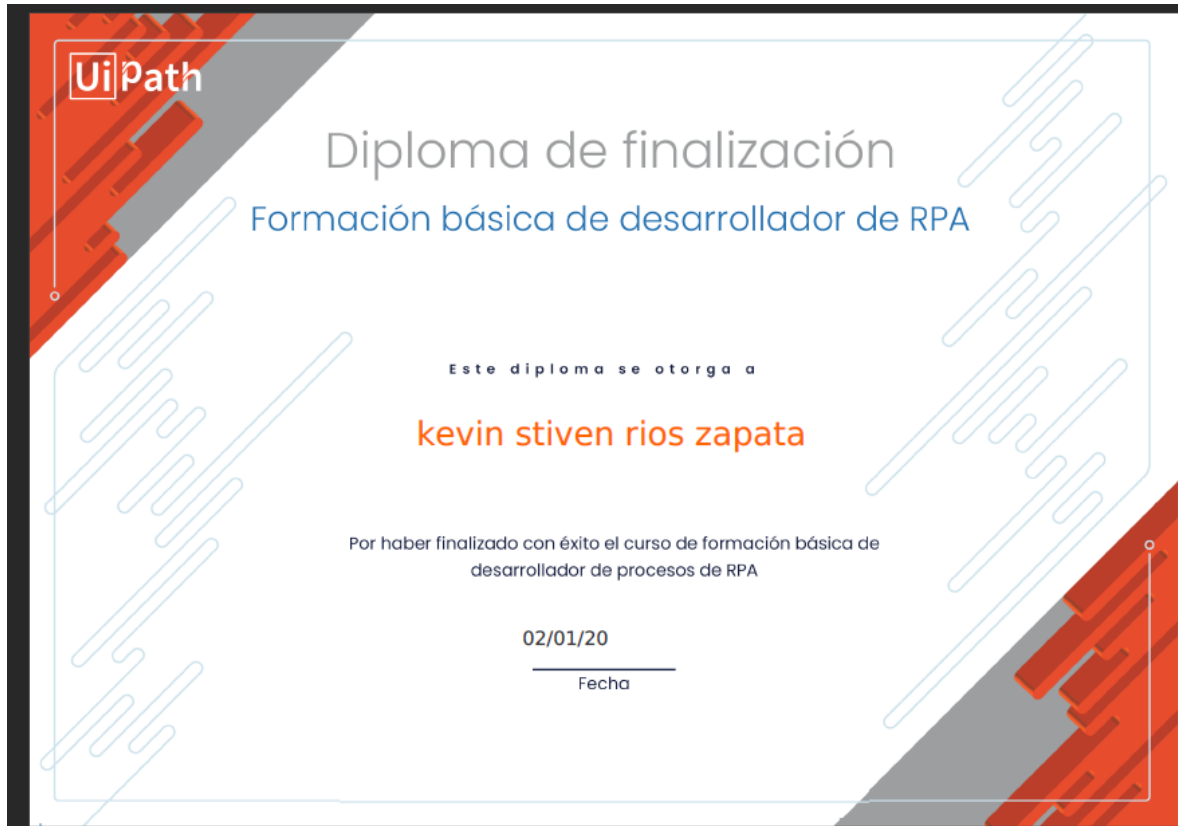 UiPath
Diploma de finalización
Formación básica de desarrollador de RPA
Este diploma se otorga a
kevin stiven rios zapata
Por haber finalizado con éxito el curso de formación básica de
desarrollador de procesos de RPA
02/01/20
Fecha